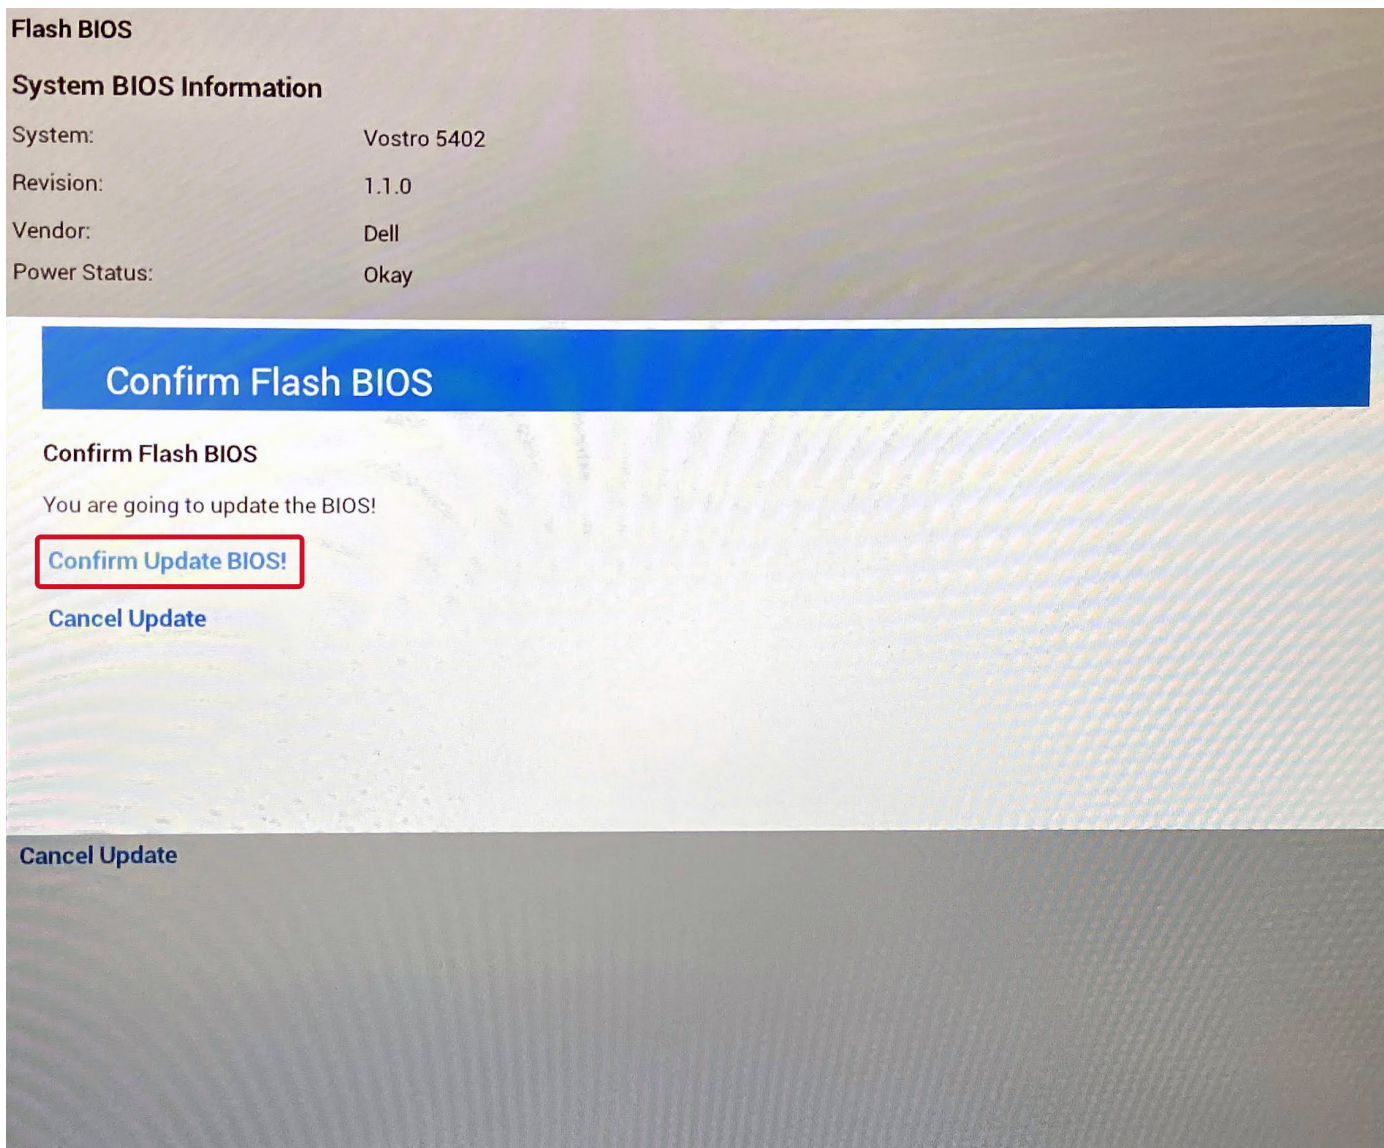 Flash BIOS
System BIOS Information
System: Vostro 5402
Revision: 1.1.0
Vendor: Dell
Power Status: Okay
Confirm Flash BIOS
Confirm Flash BIOS
You are going to update the BIOS!
Confirm Update BIOS!
Cancel Update
Cancel Update